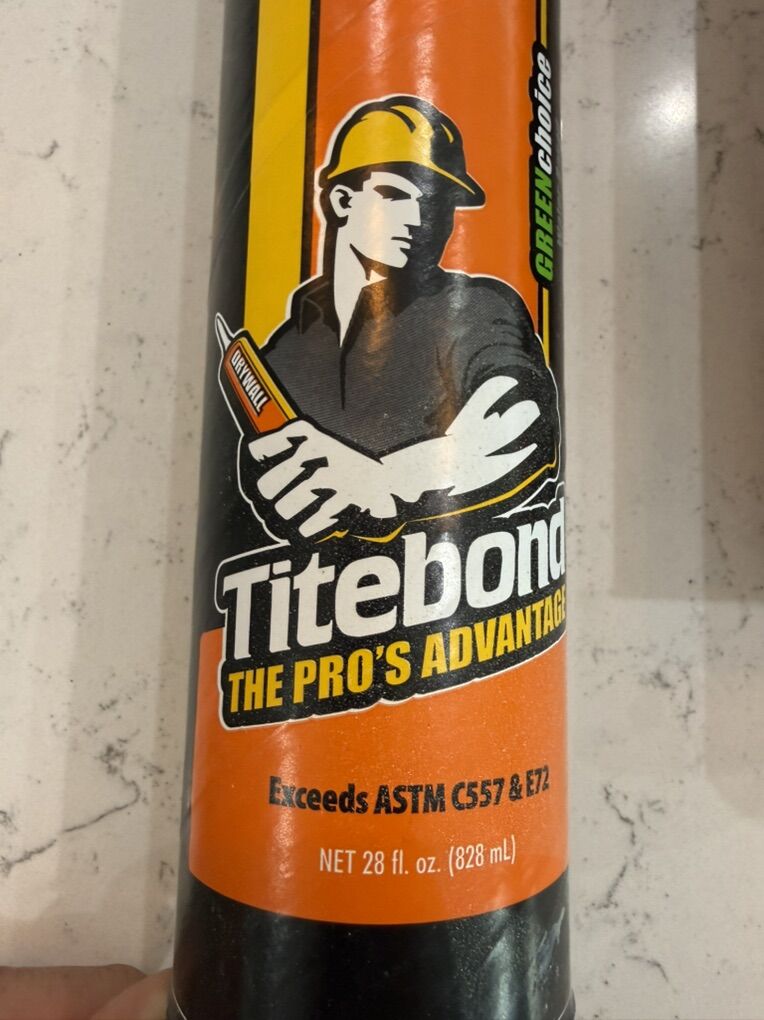 GREENchoice
DRYWALL
Titebond
THE PRO'S ADVANTAGE
Exceeds ASTM C557 & E72
NET 28 fl. oz. (828 mL)